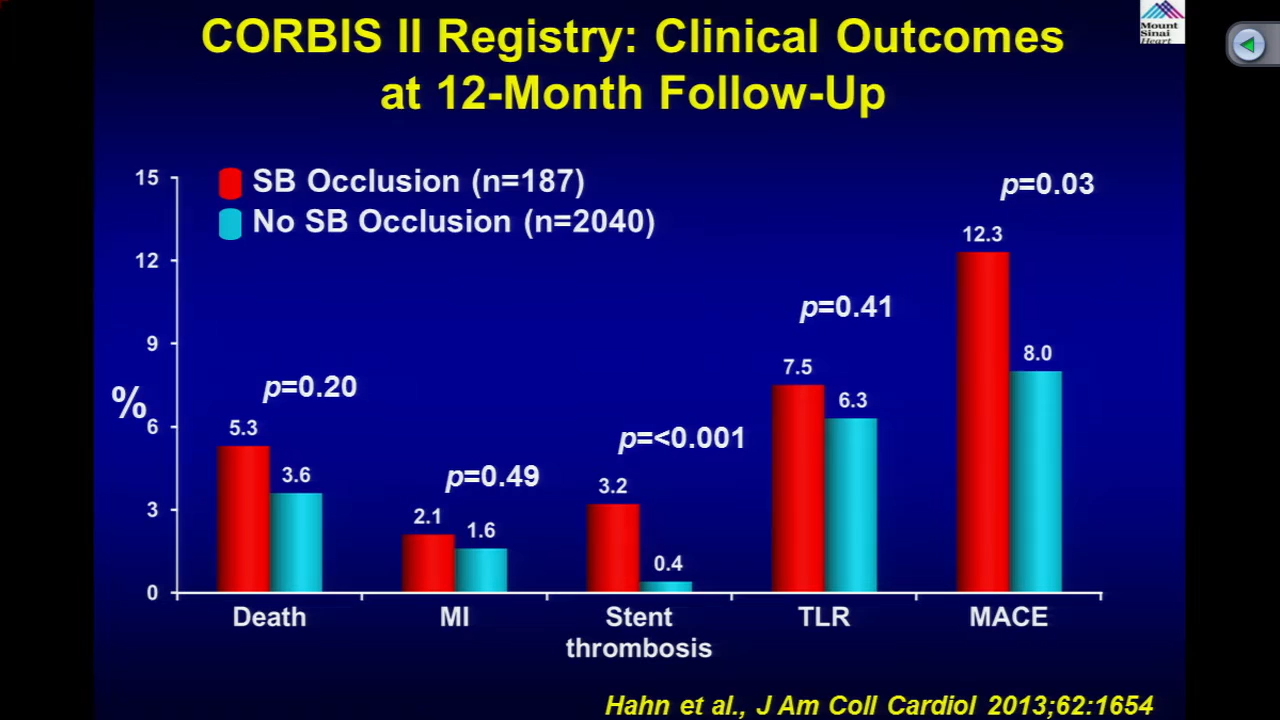 CORBIS II Registry: Clinical Outcomes
at 12-Month Follow-Up
Mount
Sinai
Heart
SB Occlusion (n=187)
No SB Occlusion (n=2040)
%
15
12
9
6
3
0
p=0.20
5.3
3.6
p=0.49
2.1
1.6
p=<0.001
3.2
0.4
p=0.41
7.5
6.3
p=0.03
12.3
8.0
Death
MI
Stent
thrombosis
TLR
MACE
Hahn et al., J Am Coll Cardiol 2013;62:1654